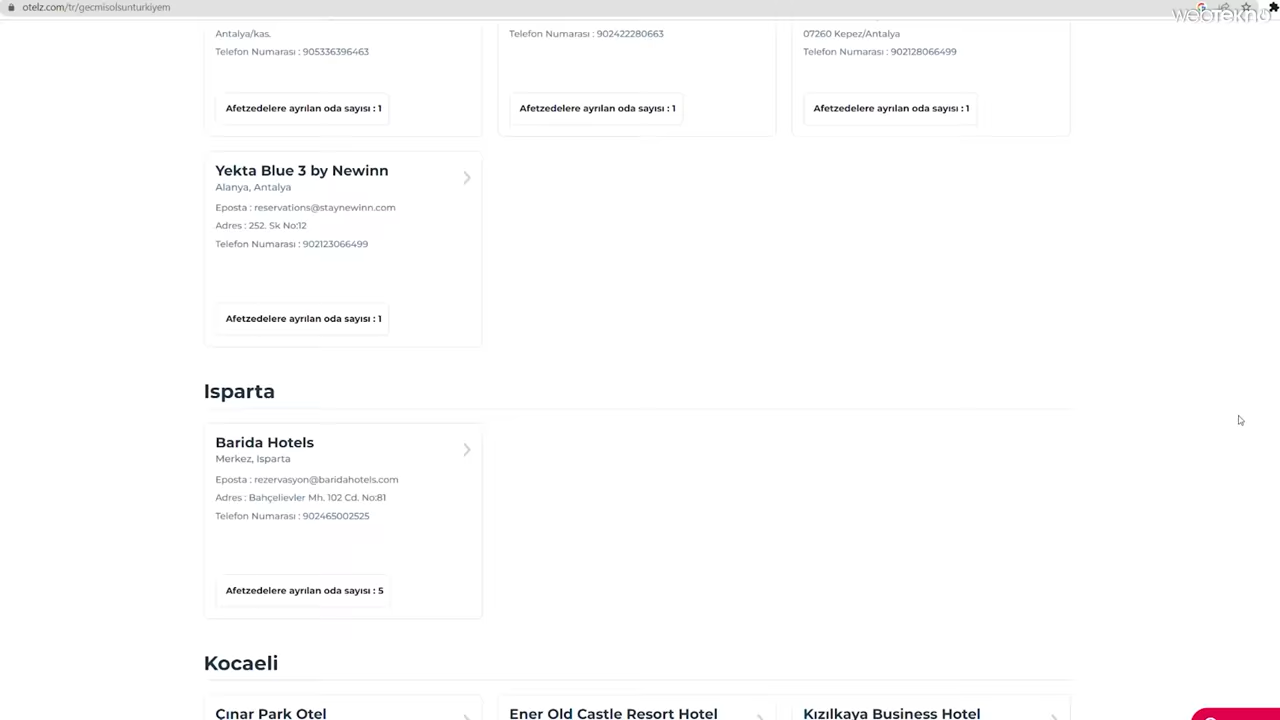 otelz.com/tr/gecmisolsunturkiyem
webtekno
Antalya/kas.
Telefon Numarası : 905336396463
Afetzedelere ayrılan oda sayısı : 1
Telefon Numarası : 902422280663
Afetzedelere ayrılan oda sayısı : 1
07260 Kepez/Antalya
Telefon Numarası : 902128066499
Afetzedelere ayrılan oda sayısı : 1
Yekta Blue 3 by Newinn
Alanya, Antalya
Eposta : reservations@staynewinn.com
Adres : 252. Sk No:12
Telefon Numarası : 902123066499
Afetzedelere ayrılan oda sayısı : 1
Isparta
Barida Hotels
Merkez, Isparta
Eposta : rezervasyon@baridahotels.com
Adres : Bahçelievler Mh. 102 Cd. No:81
Telefon Numarası : 902465002525
Afetzedelere ayrılan oda sayısı : 5
Kocaeli
Çınar Park Otel
Ener Old Castle Resort Hotel
Kızılkaya Business Hotel